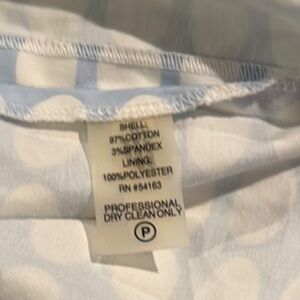 SHELL:
97%COTTON
3%SPANDEX
LINING:
100%POLYESTER
RN #54163
PROFESSIONAL
DRY CLEAN ONLY
P